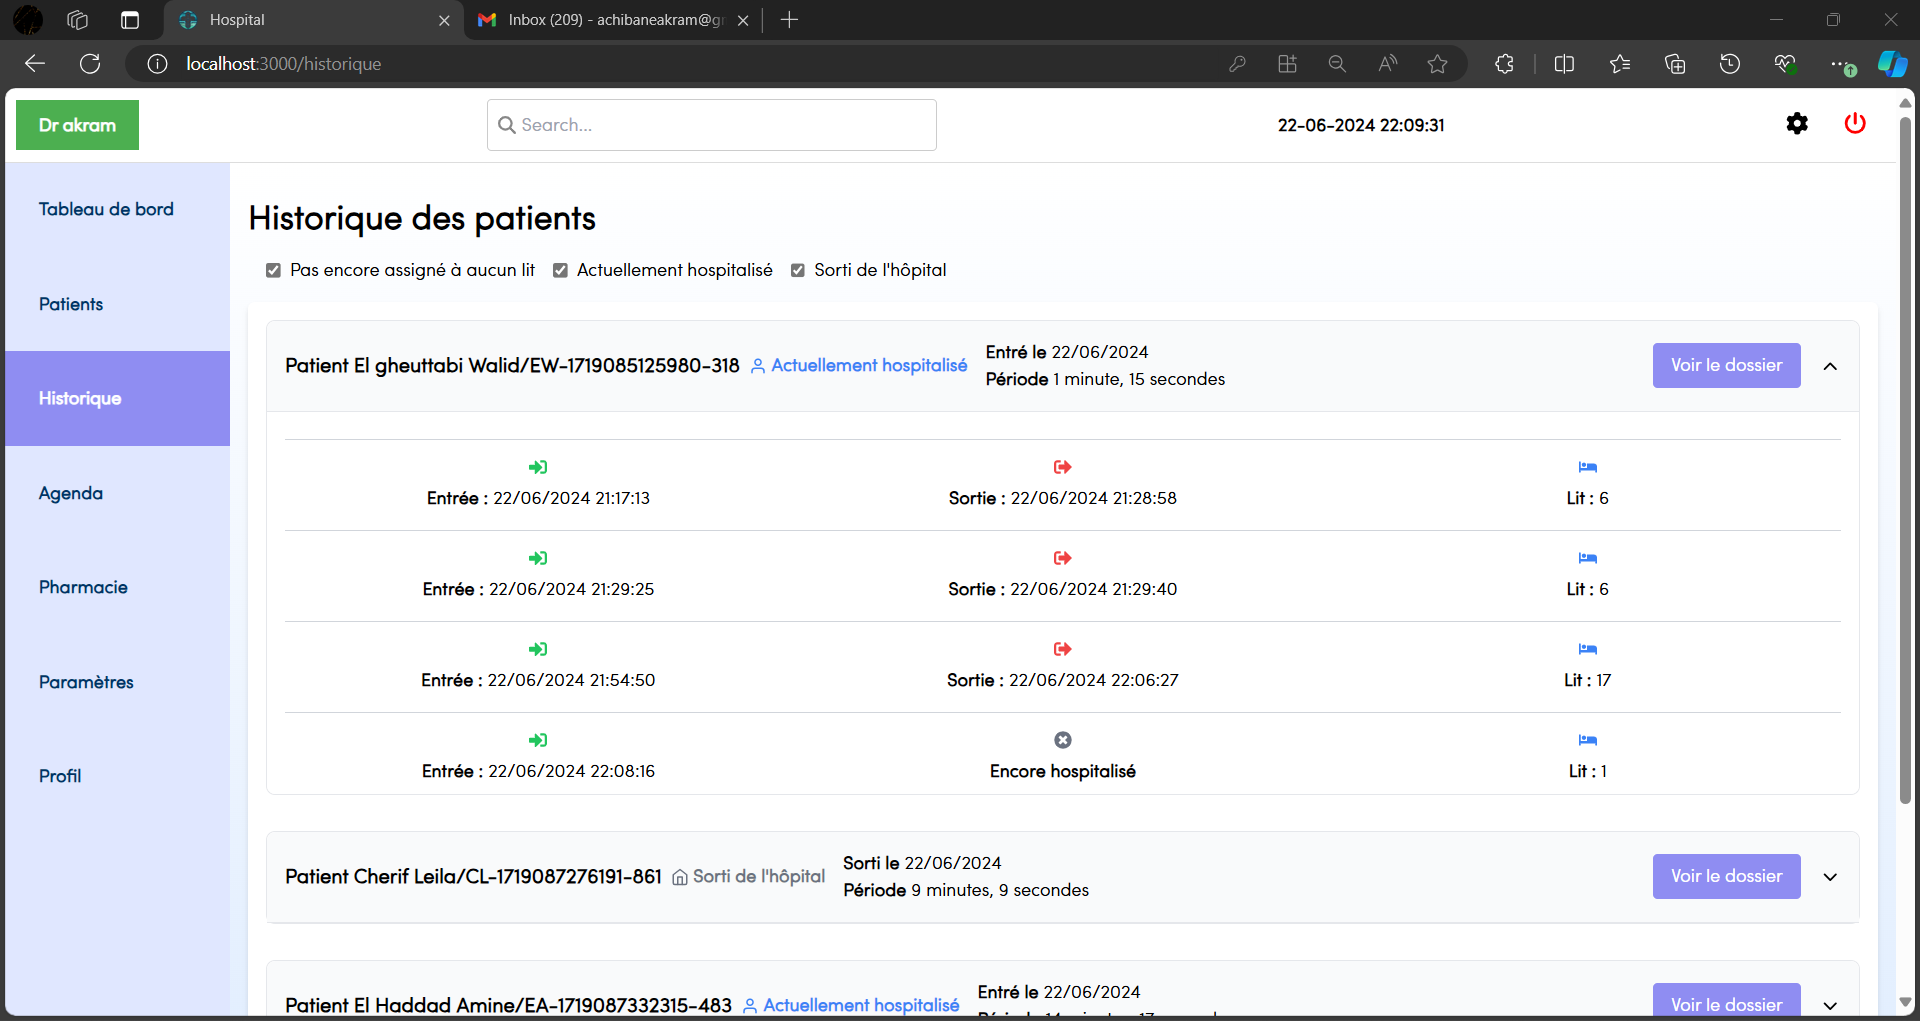 Hospital
Inbox (209) - achibaneakram@gr
localhost:3000/historique
Dr akram
Search...
22-06-2024 22:09:31
Tableau de bord
Patients
Historique
Agenda
Pharmacie
Paramètres
Profil
Historique des patients
Pas encore assigné à aucun lit Actuellement hospitalisé Sorti de l'hôpital
Patient El gheuttabi Walid/EW-1719085125980-318 Actuellement hospitalisé
Entré le 22/06/2024
Période 1 minute, 15 secondes
Voir le dossier
Entrée : 22/06/2024 21:17:13 Sortie : 22/06/2024 21:28:58 Lit : 6
Entrée : 22/06/2024 21:29:25 Sortie : 22/06/2024 21:29:40 Lit : 6
Entrée : 22/06/2024 21:54:50 Sortie : 22/06/2024 22:06:27 Lit : 17
Entrée : 22/06/2024 22:08:16 Encore hospitalisé Lit : 1
Patient Cherif Leila/CL-1719087276191-861 Sorti de l'hôpital
Sorti le 22/06/2024
Période 9 minutes, 9 secondes
Voir le dossier
Patient El Haddad Amine/EA-1719087332315-483 Actuellement hospitalisé
Entré le 22/06/2024
Voir le dossier